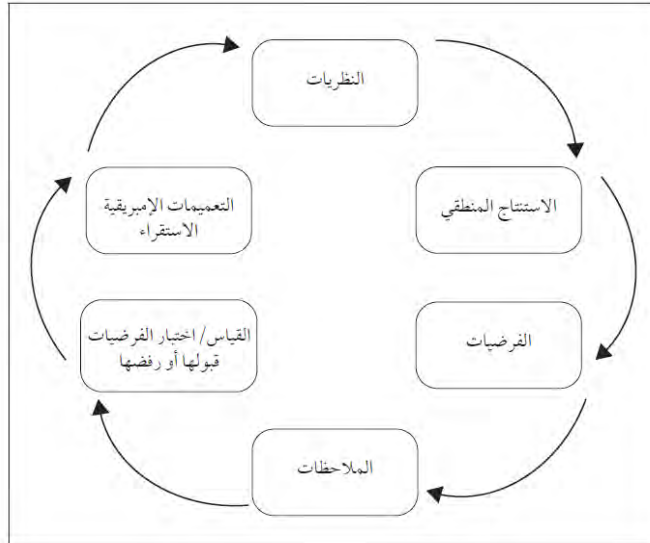 النظريات
الاستنتاج المنطقي
الفرضيات
الملاحظات
القياس/ اختبار الفرضيات
قبولها أو رفضها
التعميمات الإمبريقية
الاستقراء